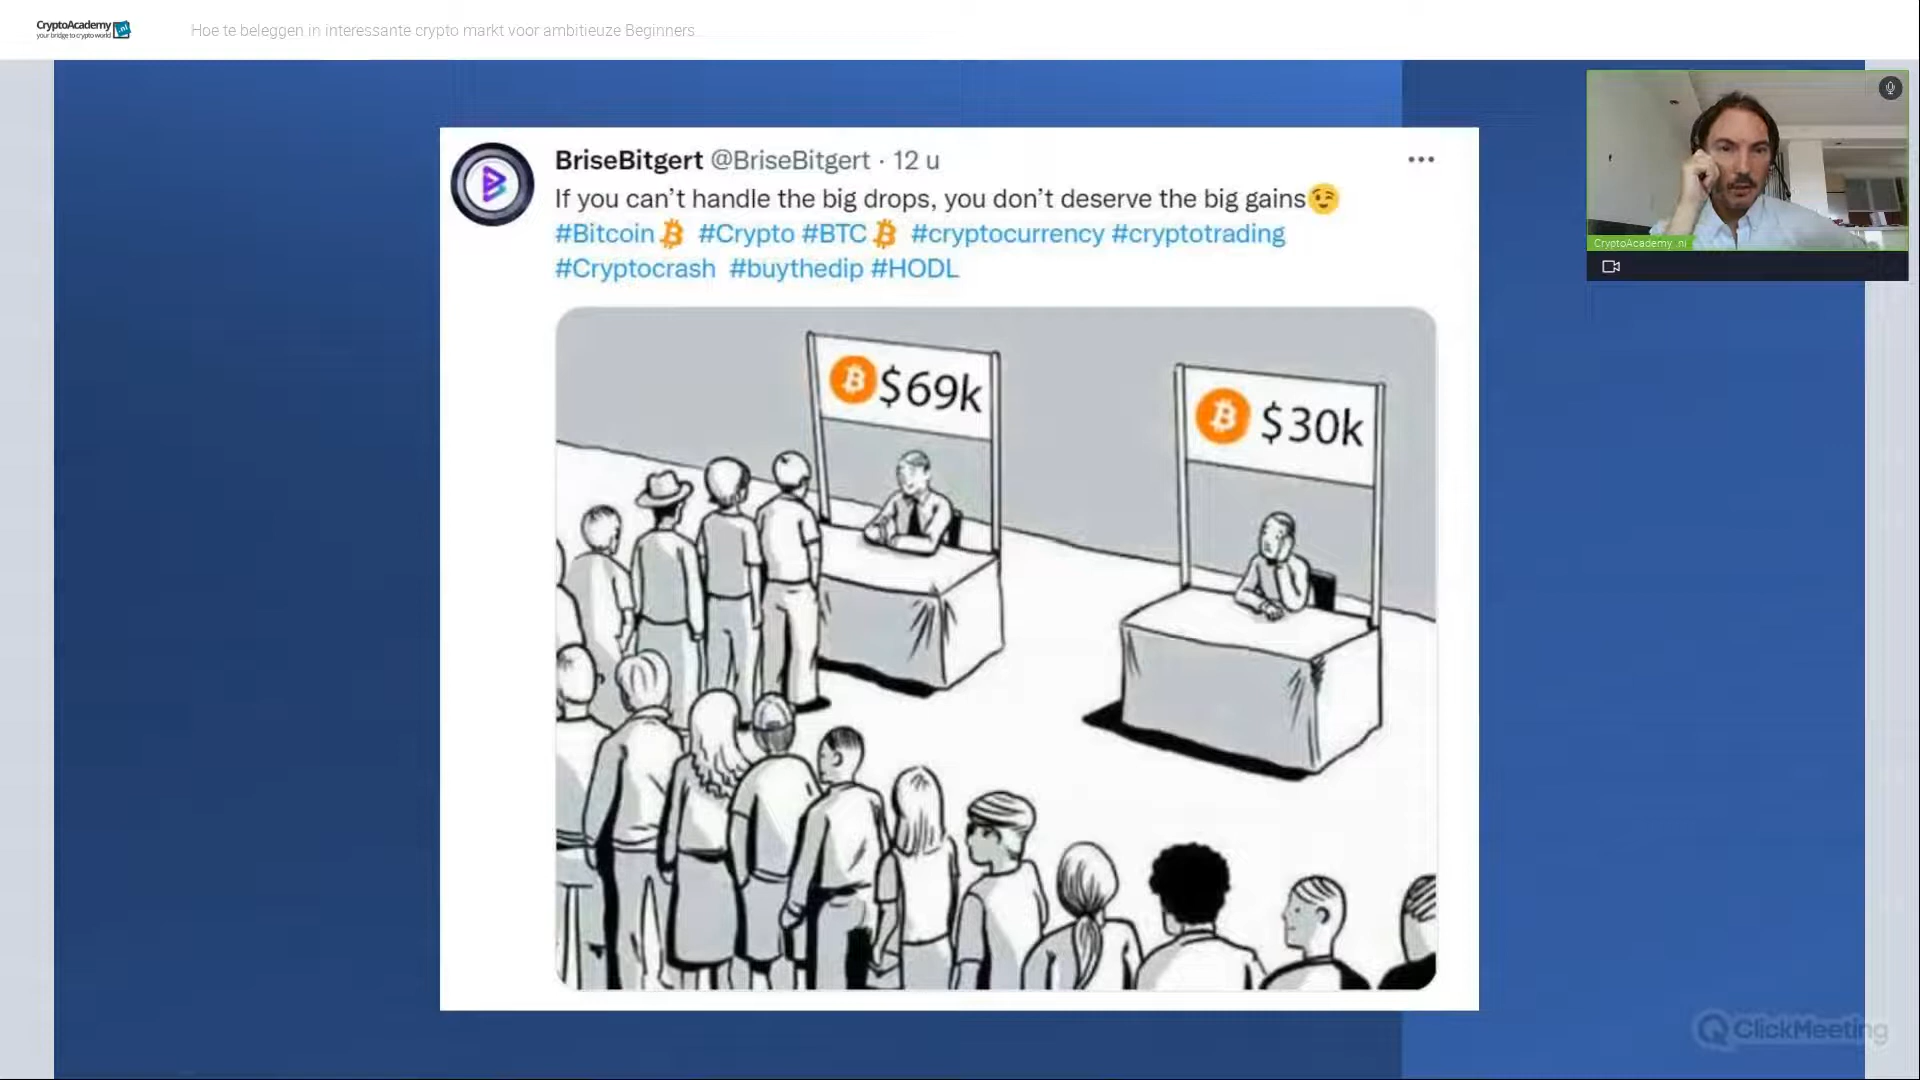 CryptoAcademy .nl
your bridge to crypto world
Hoe te beleggen in interessante crypto markt voor ambitieuze Beginners
BriseBitgert @BriseBitgert · 12 u
If you can’t handle the big drops, you don’t deserve the big gains😉
#Bitcoin #Crypto #BTC #cryptocurrency #cryptotrading
#Cryptocrash #buythedip #HODL
$69k
$30k
CryptoAcademy .nl
ClickMeeting